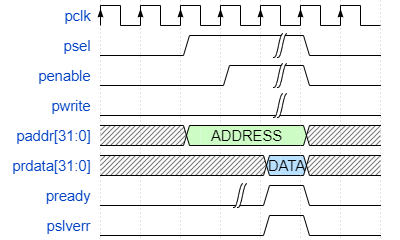 pclk
psel
penable
pwrite
paddr[31:0] ADDRESS
prdata[31:0] DATA
pready
pslverr